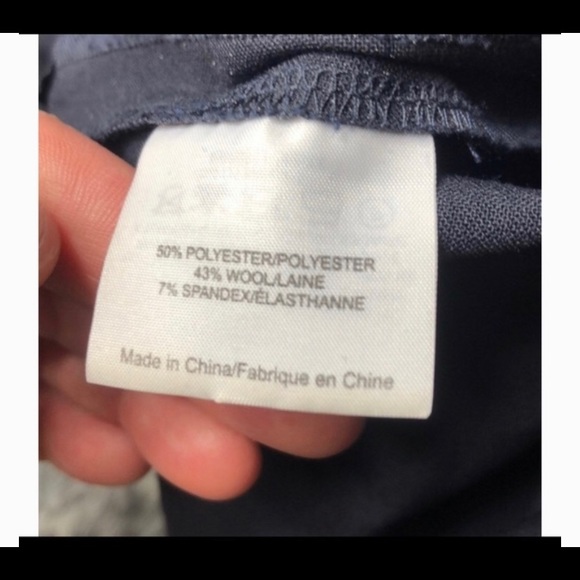 50% POLYESTER/POLYESTER
43% WOOL/LAINE
7% SPANDEX/ÉLASTHANNE
Made in China/Fabrique en Chine